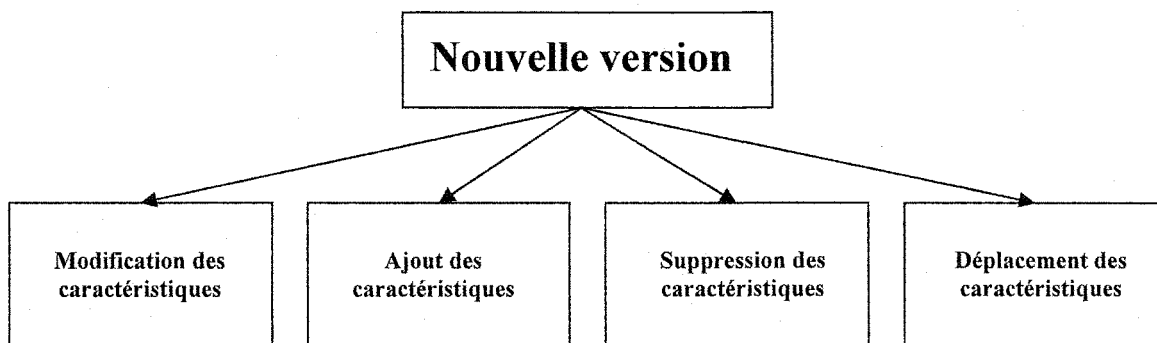 Nouvelle version
Modification des
caractéristiques
Ajout des
caractéristiques
Suppression des
caractéristiques
Déplacement des
caractéristiques